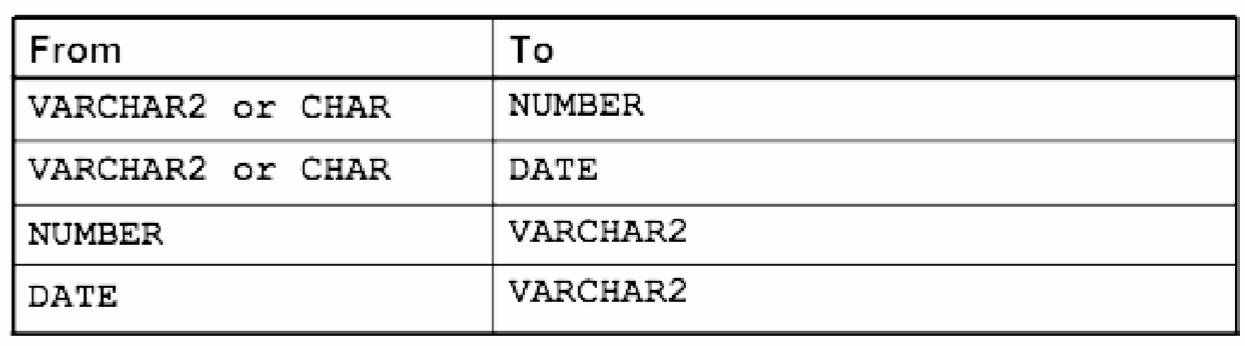 From To
VARCHAR2 or CHAR NUMBER
VARCHAR2 or CHAR DATE
NUMBER VARCHAR2
DATE VARCHAR2